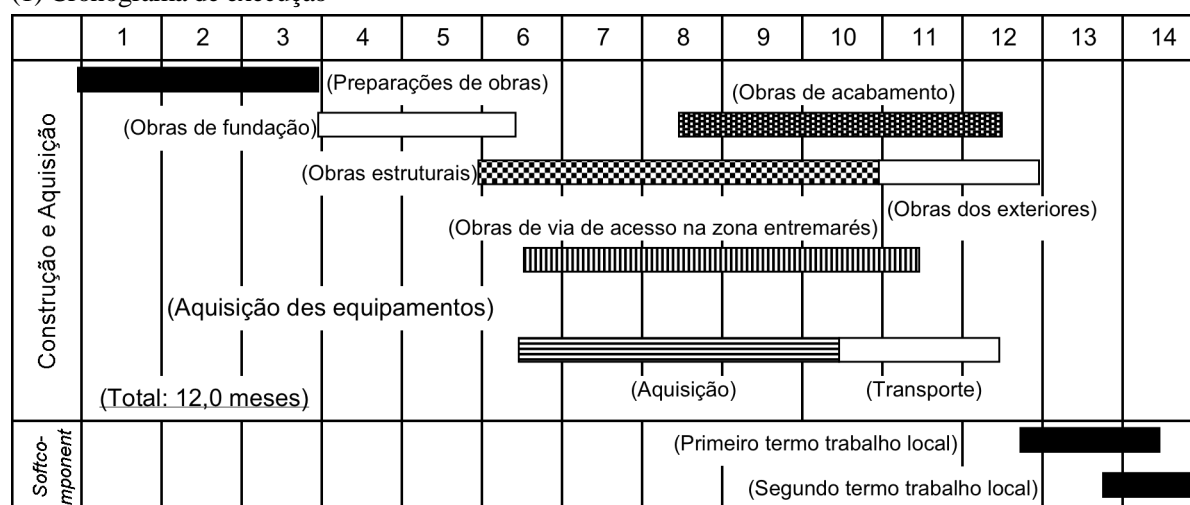 (1) Cronograma de execução
1 2 3 4 5 6 7 8 9 10 11 12 13 14
Construção e Aquisição
(Preparações de obras)
(Obras de acabamento)
(Obras de fundação)
(Obras estruturais)
(Obras dos exteriores)
(Obras de via de acesso na zona entremarés)
(Aquisição des equipamentos)
(Aquisição)
(Transporte)
(Total: 12,0 meses)
Softco-
mponent
(Primeiro termo trabalho local)
(Segundo termo trabalho local)